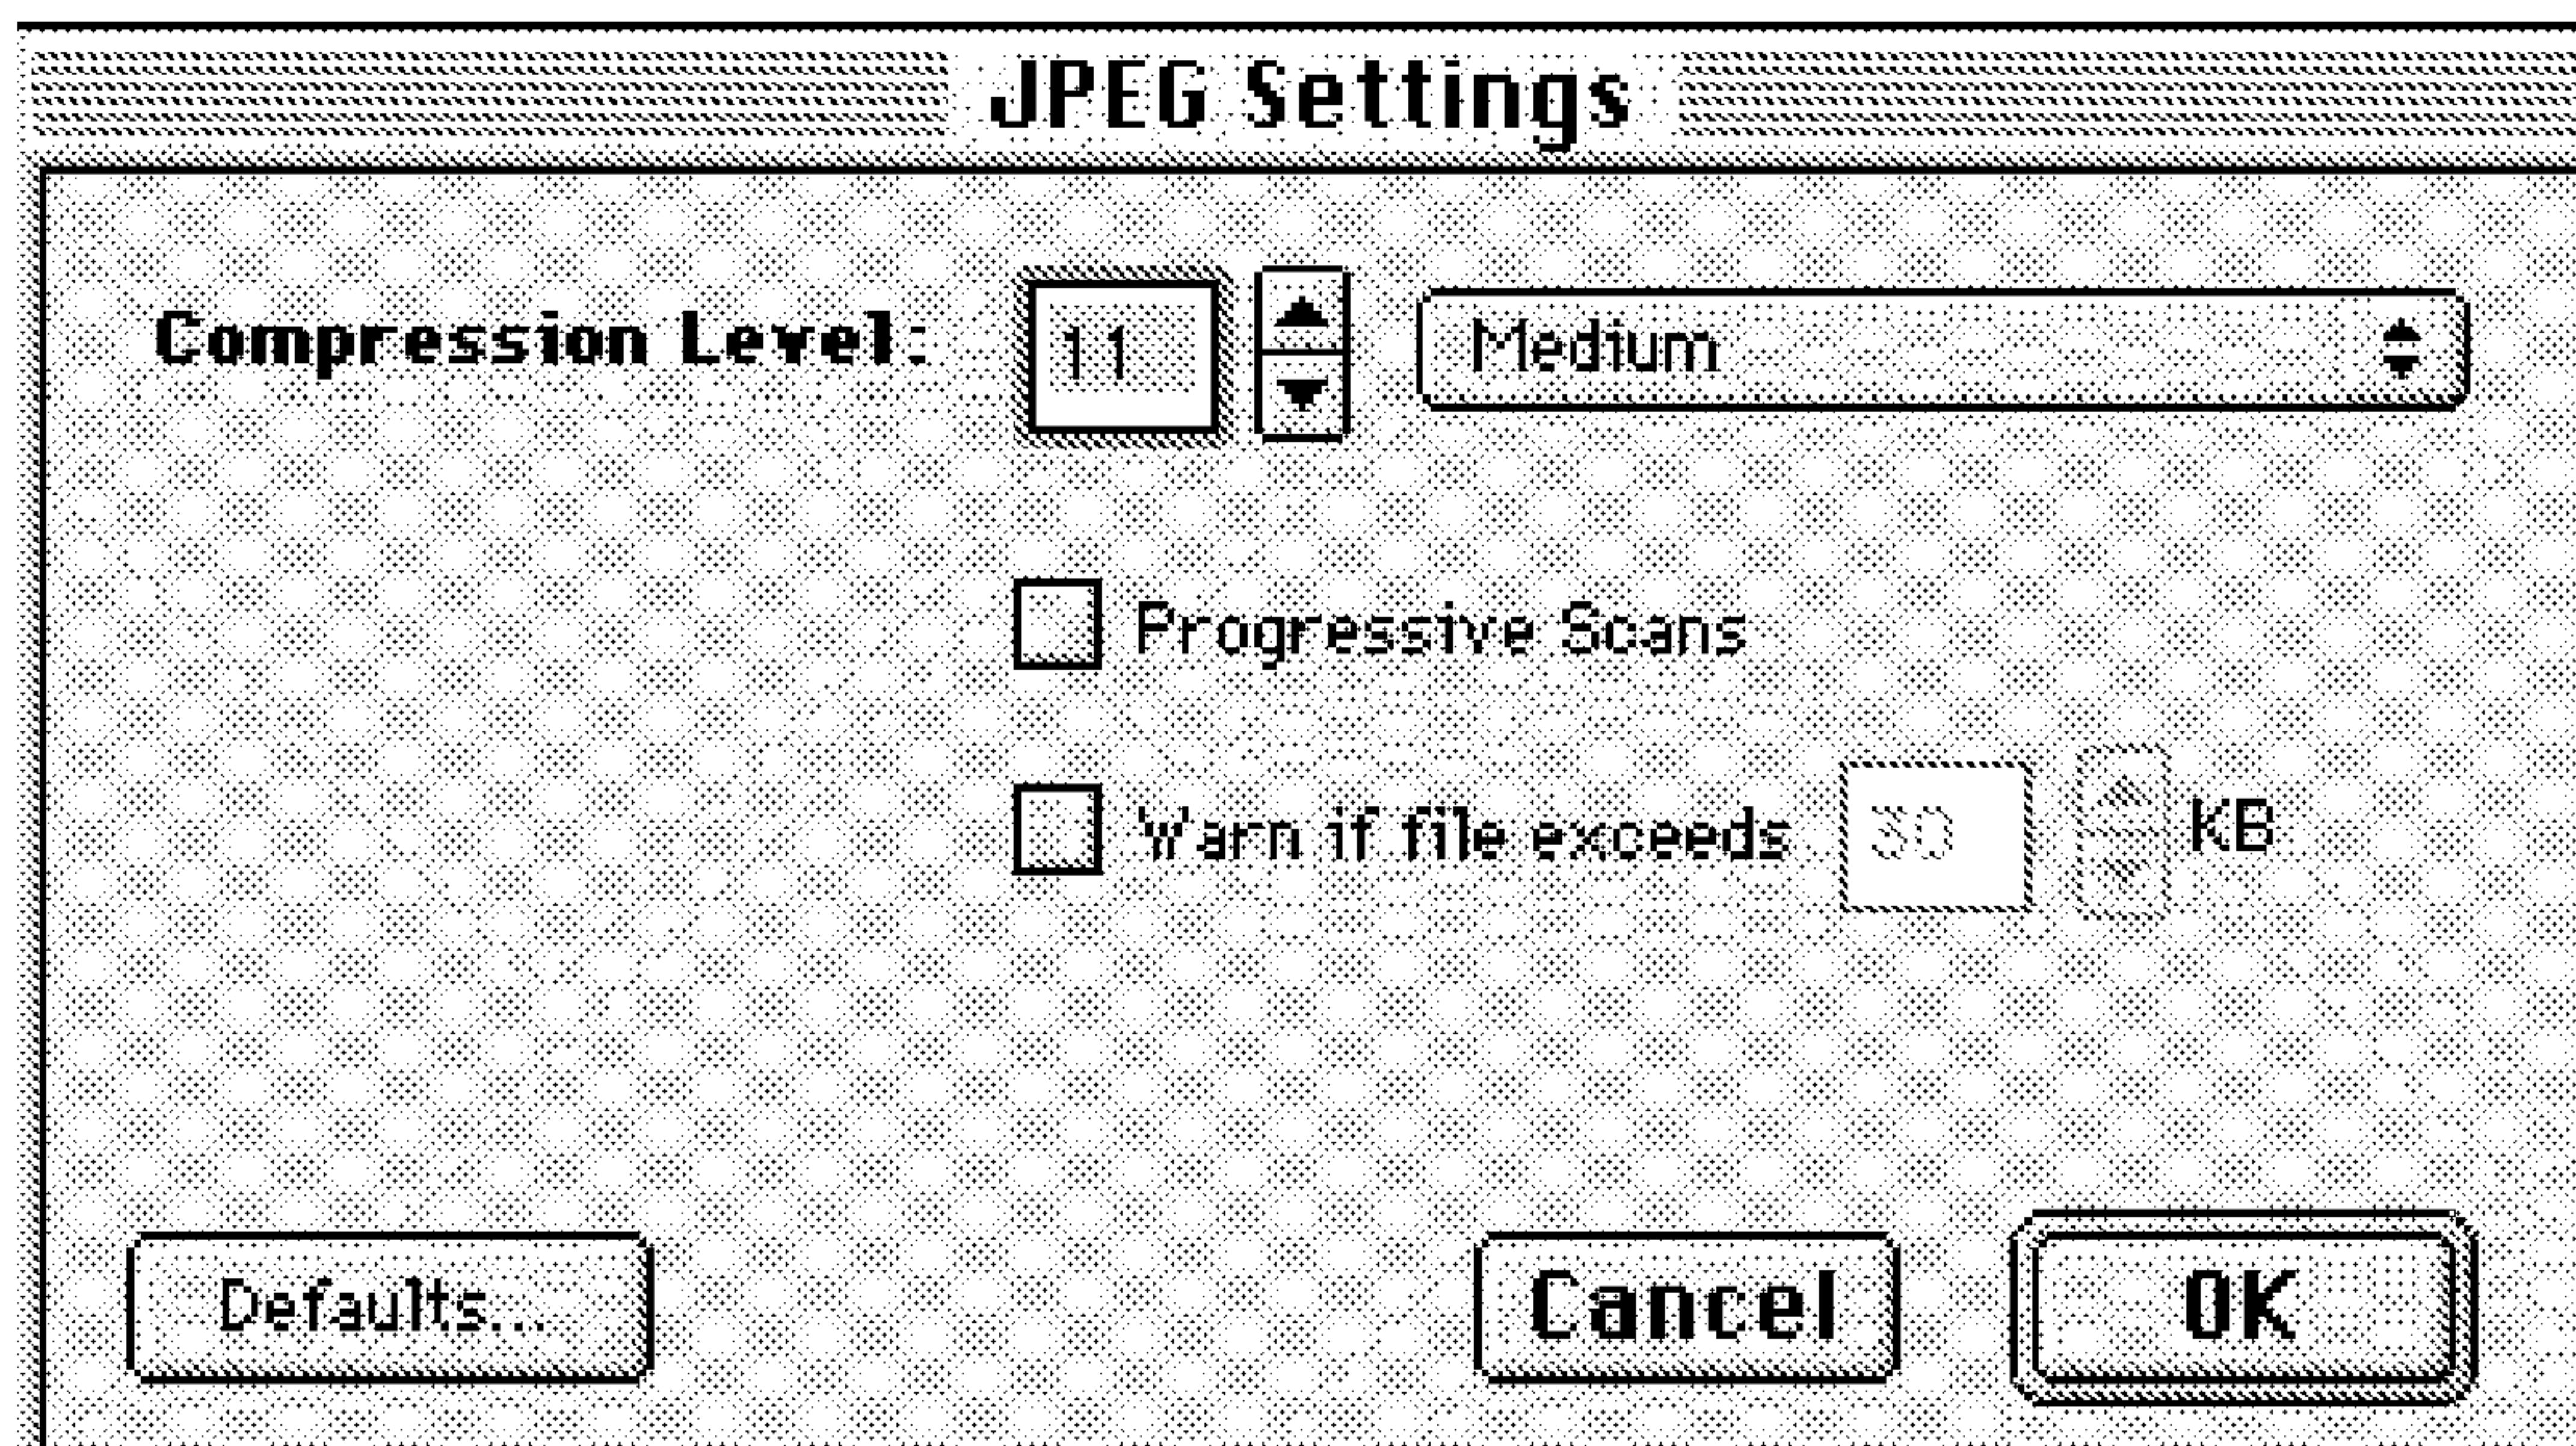 JPEG Settings
Compression Level: 11 Medium
Progressive Scans
Warn if file exceeds 30 KB
Defaults... Cancel OK